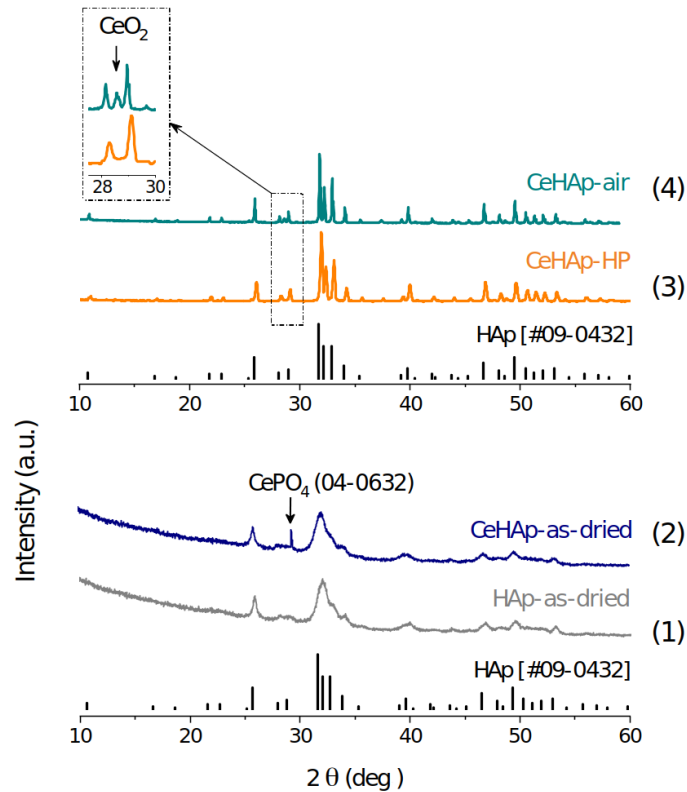 CeO₂
28 29 30
CeHAp-air (4)
CeHAp-HP (3)
HAp [#09-0432]
10 20 30 40 50 60
Intensity (a.u.)
CePO₄ (04-0632)
CeHAp-as-dried (2)
HAp-as-dried (1)
HAp [#09-0432]
10 20 30 40 50 60
2 θ (deg )